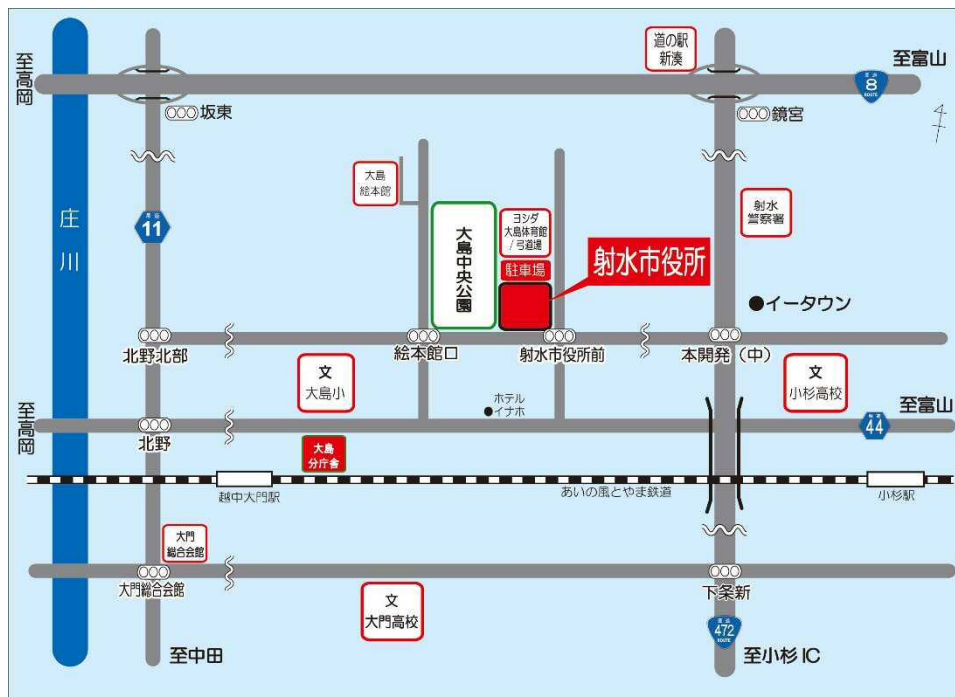 至高岡
道の駅
新湊
至富山
国道
8
ROUTE
坂東
鏡宮
大島
絵本館
射水
警察署
庄川
11
大島中央公園
ヨシダ
大島体育館
/弓道場
駐車場
射水市役所
イータウン
北野北部
絵本館口
射水市役所前
本開発(中)
文
大島小
文
小杉高校
ホテル
イナホ
至高岡
至富山
44
北野
大島
分庁舎
越中大門駅
あいの風とやま鉄道
小杉駅
大門
総合会館
大門総合会館
文
大門高校
下条新
国道
472
ROUTE
至中田
至小杉IC